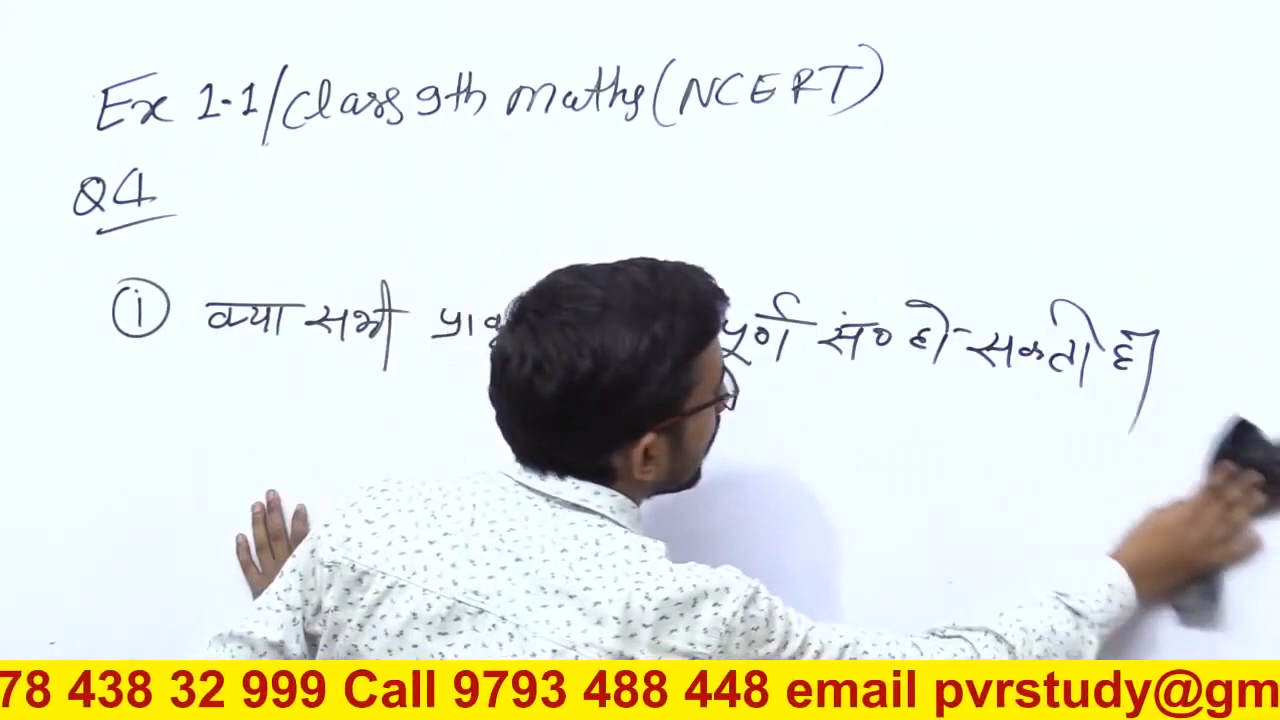 Ex 1.1/Class 9th maths (NCERT)
Q4
① क्या सभी पूर्ण सं० हो सकती है
78 438 32 999 Call 9793 488 448 email pvrstudy@gm